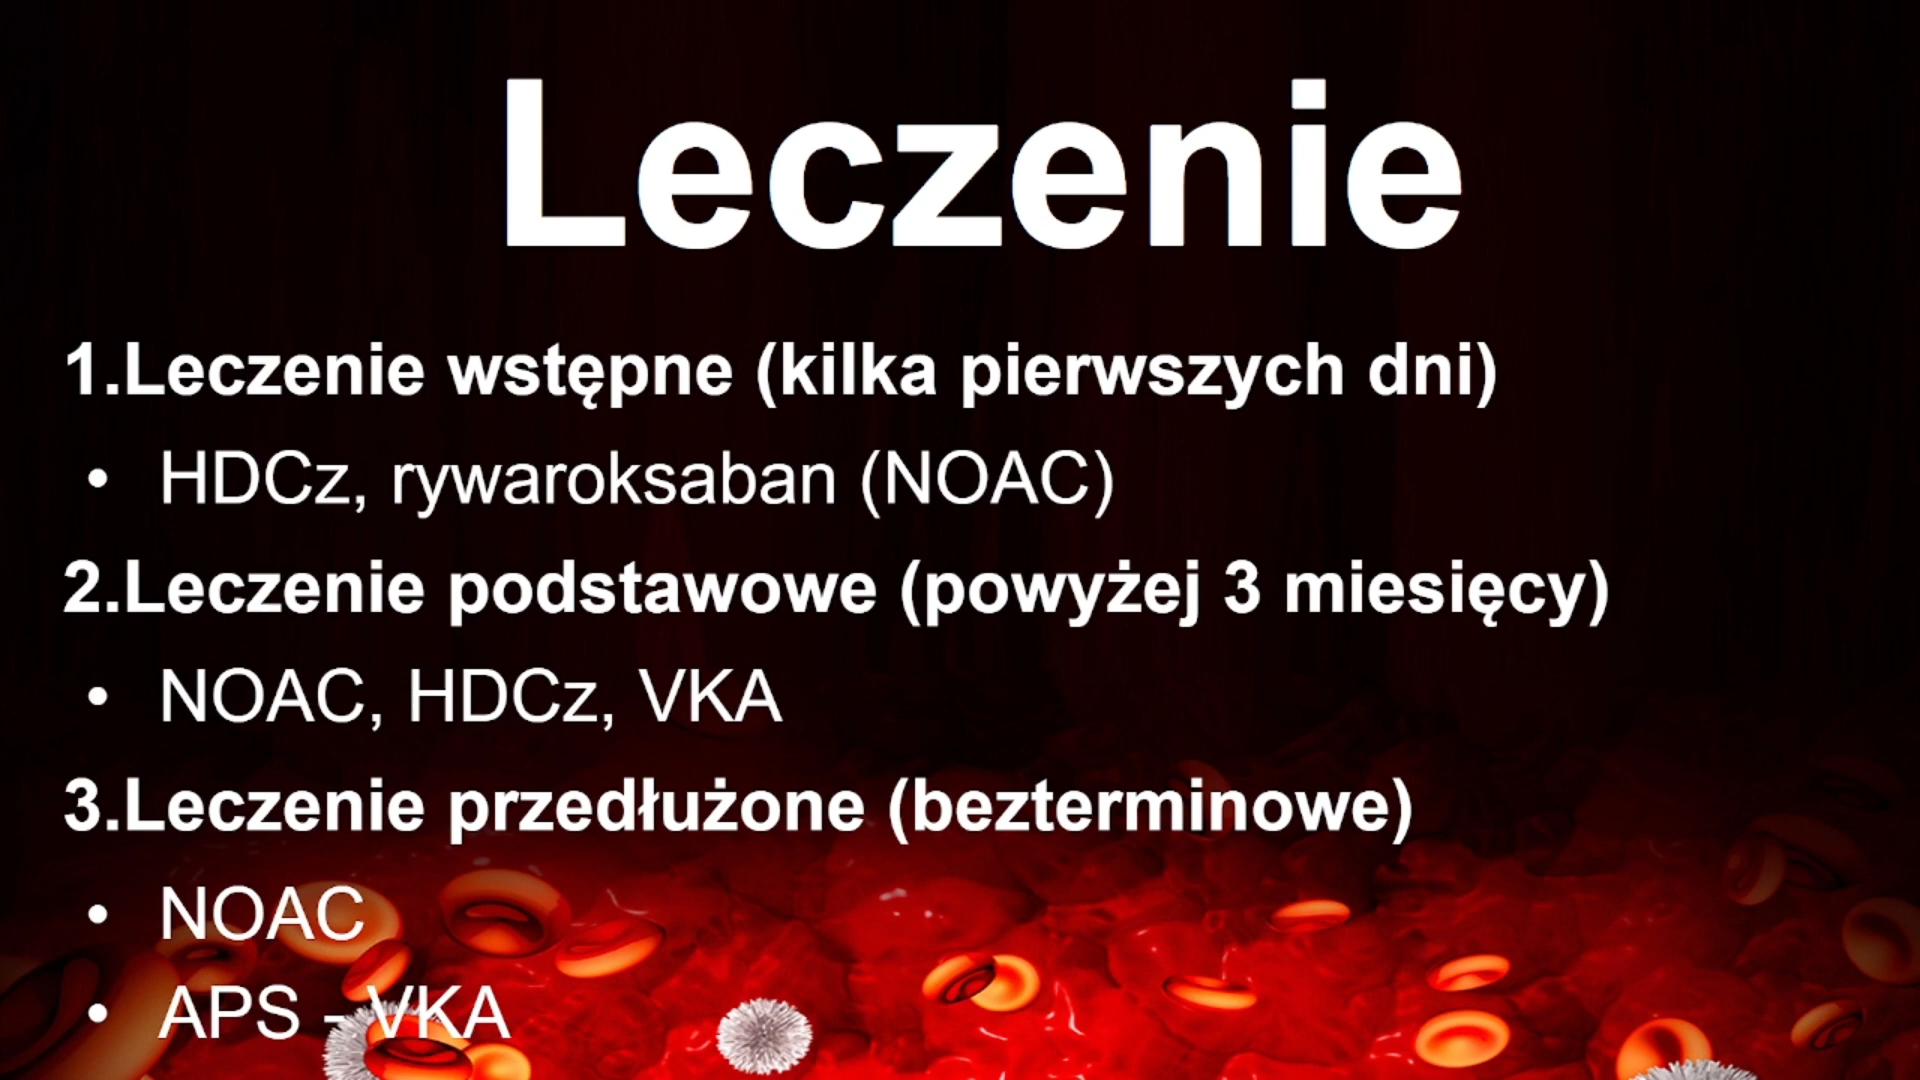 Leczenie
1.Leczenie wstępne (kilka pierwszych dni)
• HDCz, rywaroksaban (NOAC)
2.Leczenie podstawowe (powyżej 3 miesięcy)
• NOAC, HDCz, VKA
3.Leczenie przedłużone (bezterminowe)
• NOAC
• APS - VKA